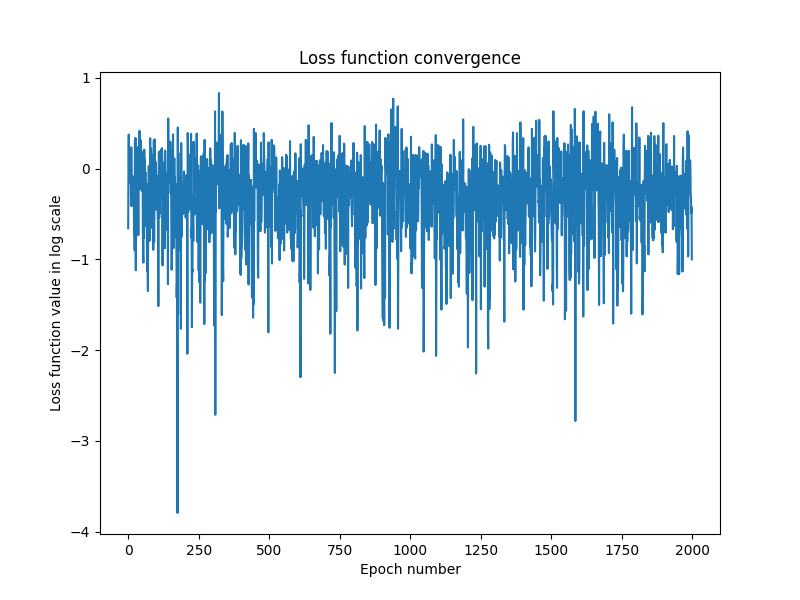 Loss function convergence
1
0
−1
−2
−3
−4
Loss function value in log scale
0 250 500 750 1000 1250 1500 1750 2000
Epoch number